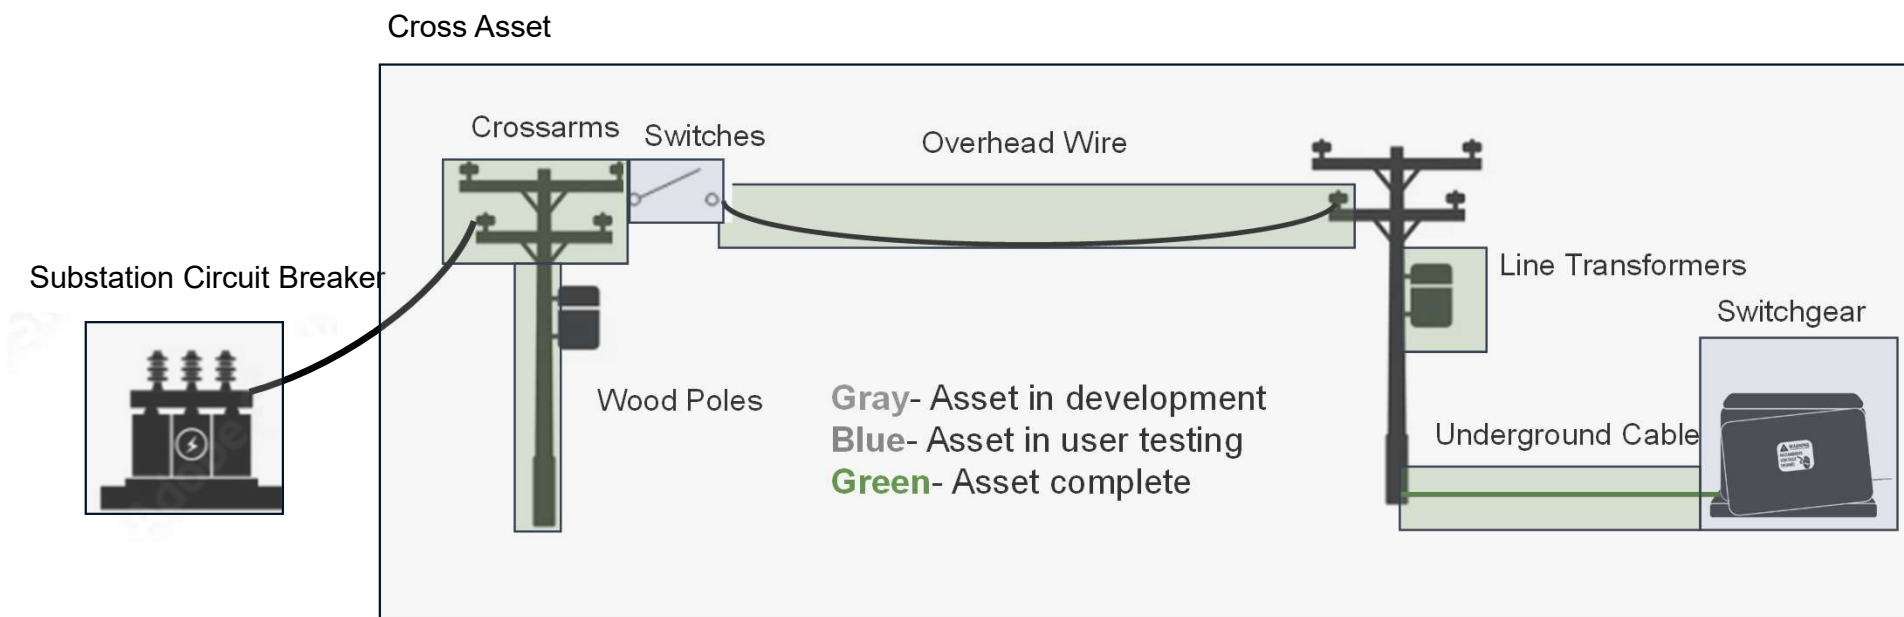 Cross Asset
Crossarms
Switches
Overhead Wire
Substation Circuit Breaker
Line Transformers
Switchgear
Wood Poles
Gray- Asset in development
Blue- Asset in user testing
Green- Asset complete
Underground Cable
WARNING